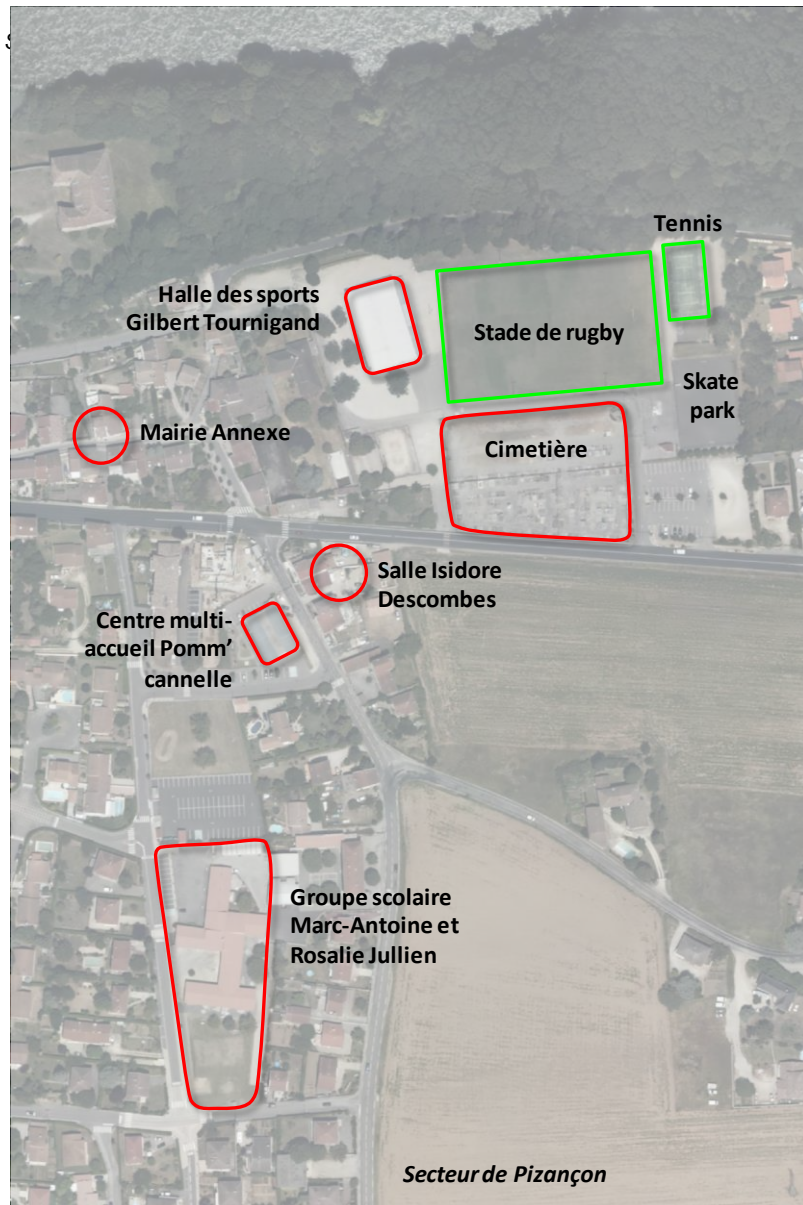 Tennis
Halle des sports
Gilbert Tournigand
Stade de rugby
Skate
park
Mairie Annexe
Cimetière
Salle Isidore
Descombes
Centre multi-
accueil Pomm'
cannelle
Groupe scolaire
Marc-Antoine et
Rosalie Jullien
Secteur de Pizançon